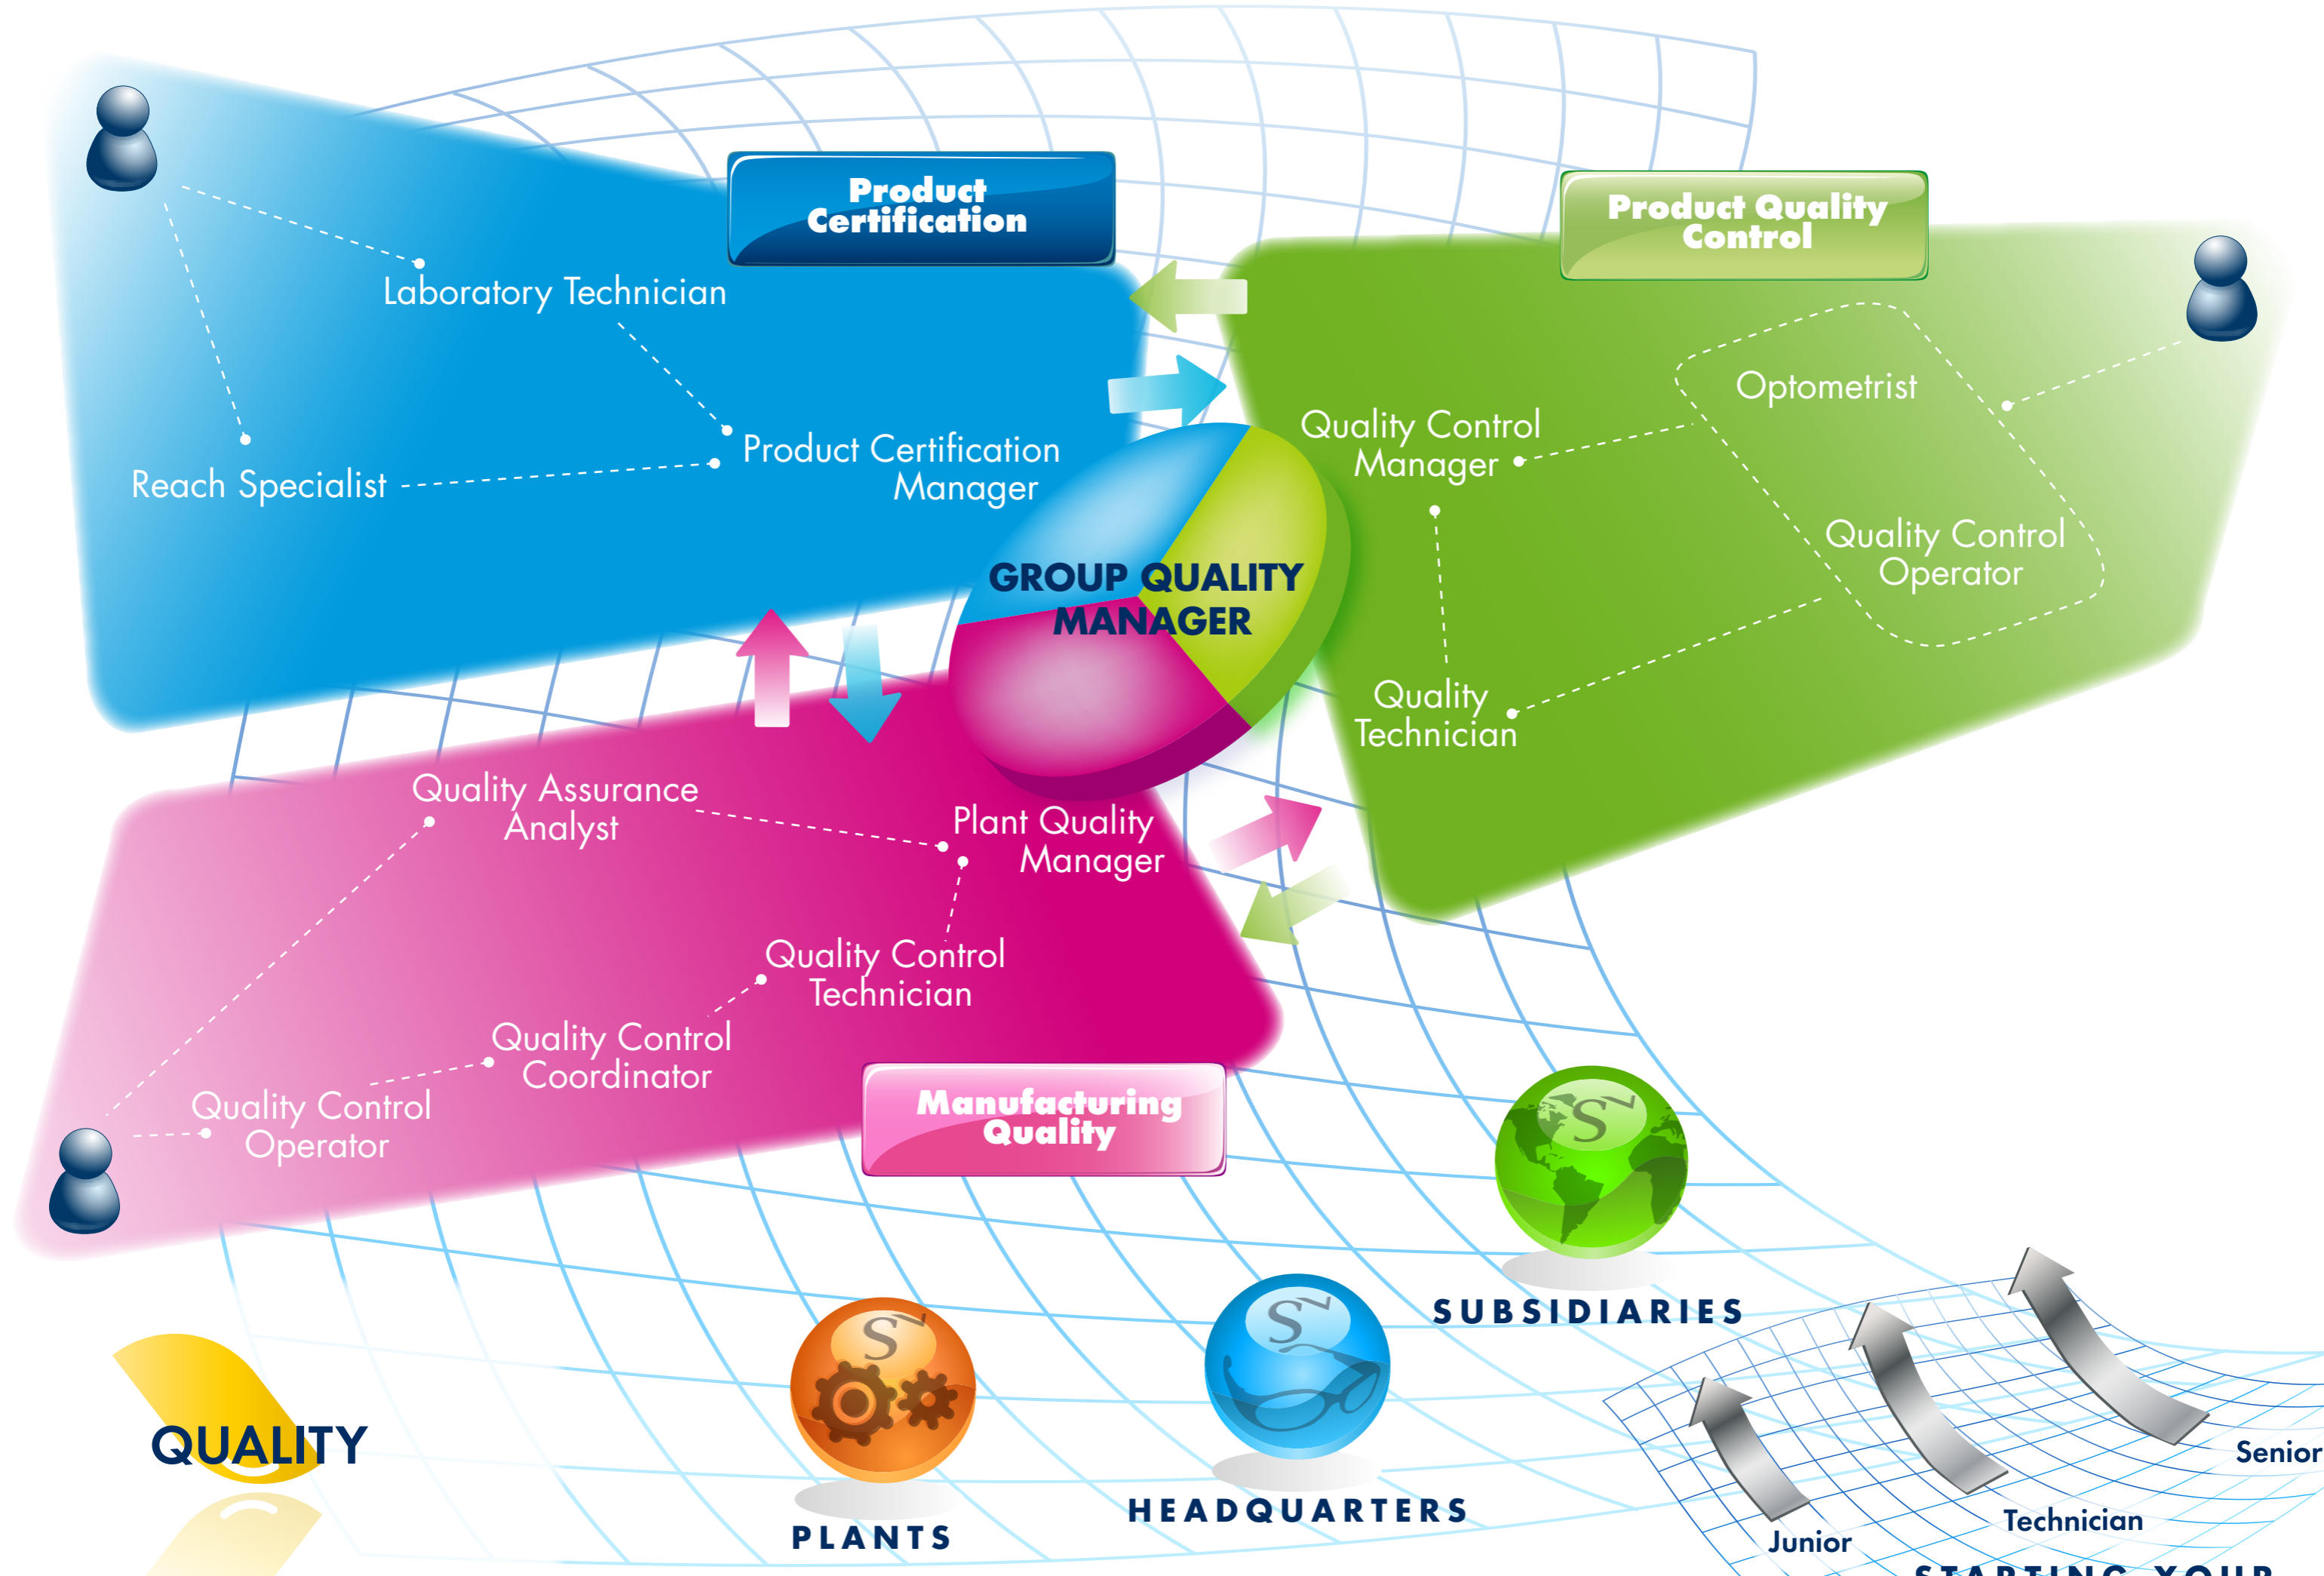 Product
Certification
Product Quality
Control
Laboratory Technician
Reach Specialist
Product Certification
Manager
Optometrist
Quality Control
Manager
Quality Control
Operator
Quality
Technician
GROUP QUALITY
MANAGER
Quality Assurance
Analyst
Plant Quality
Manager
Quality Control
Technician
Quality Control
Coordinator
Quality Control
Operator
Manufacturing
Quality
SUBSIDIARIES
HEADQUARTERS
PLANTS
QUALITY
Senior
Technician
Junior
STARTING YOUR